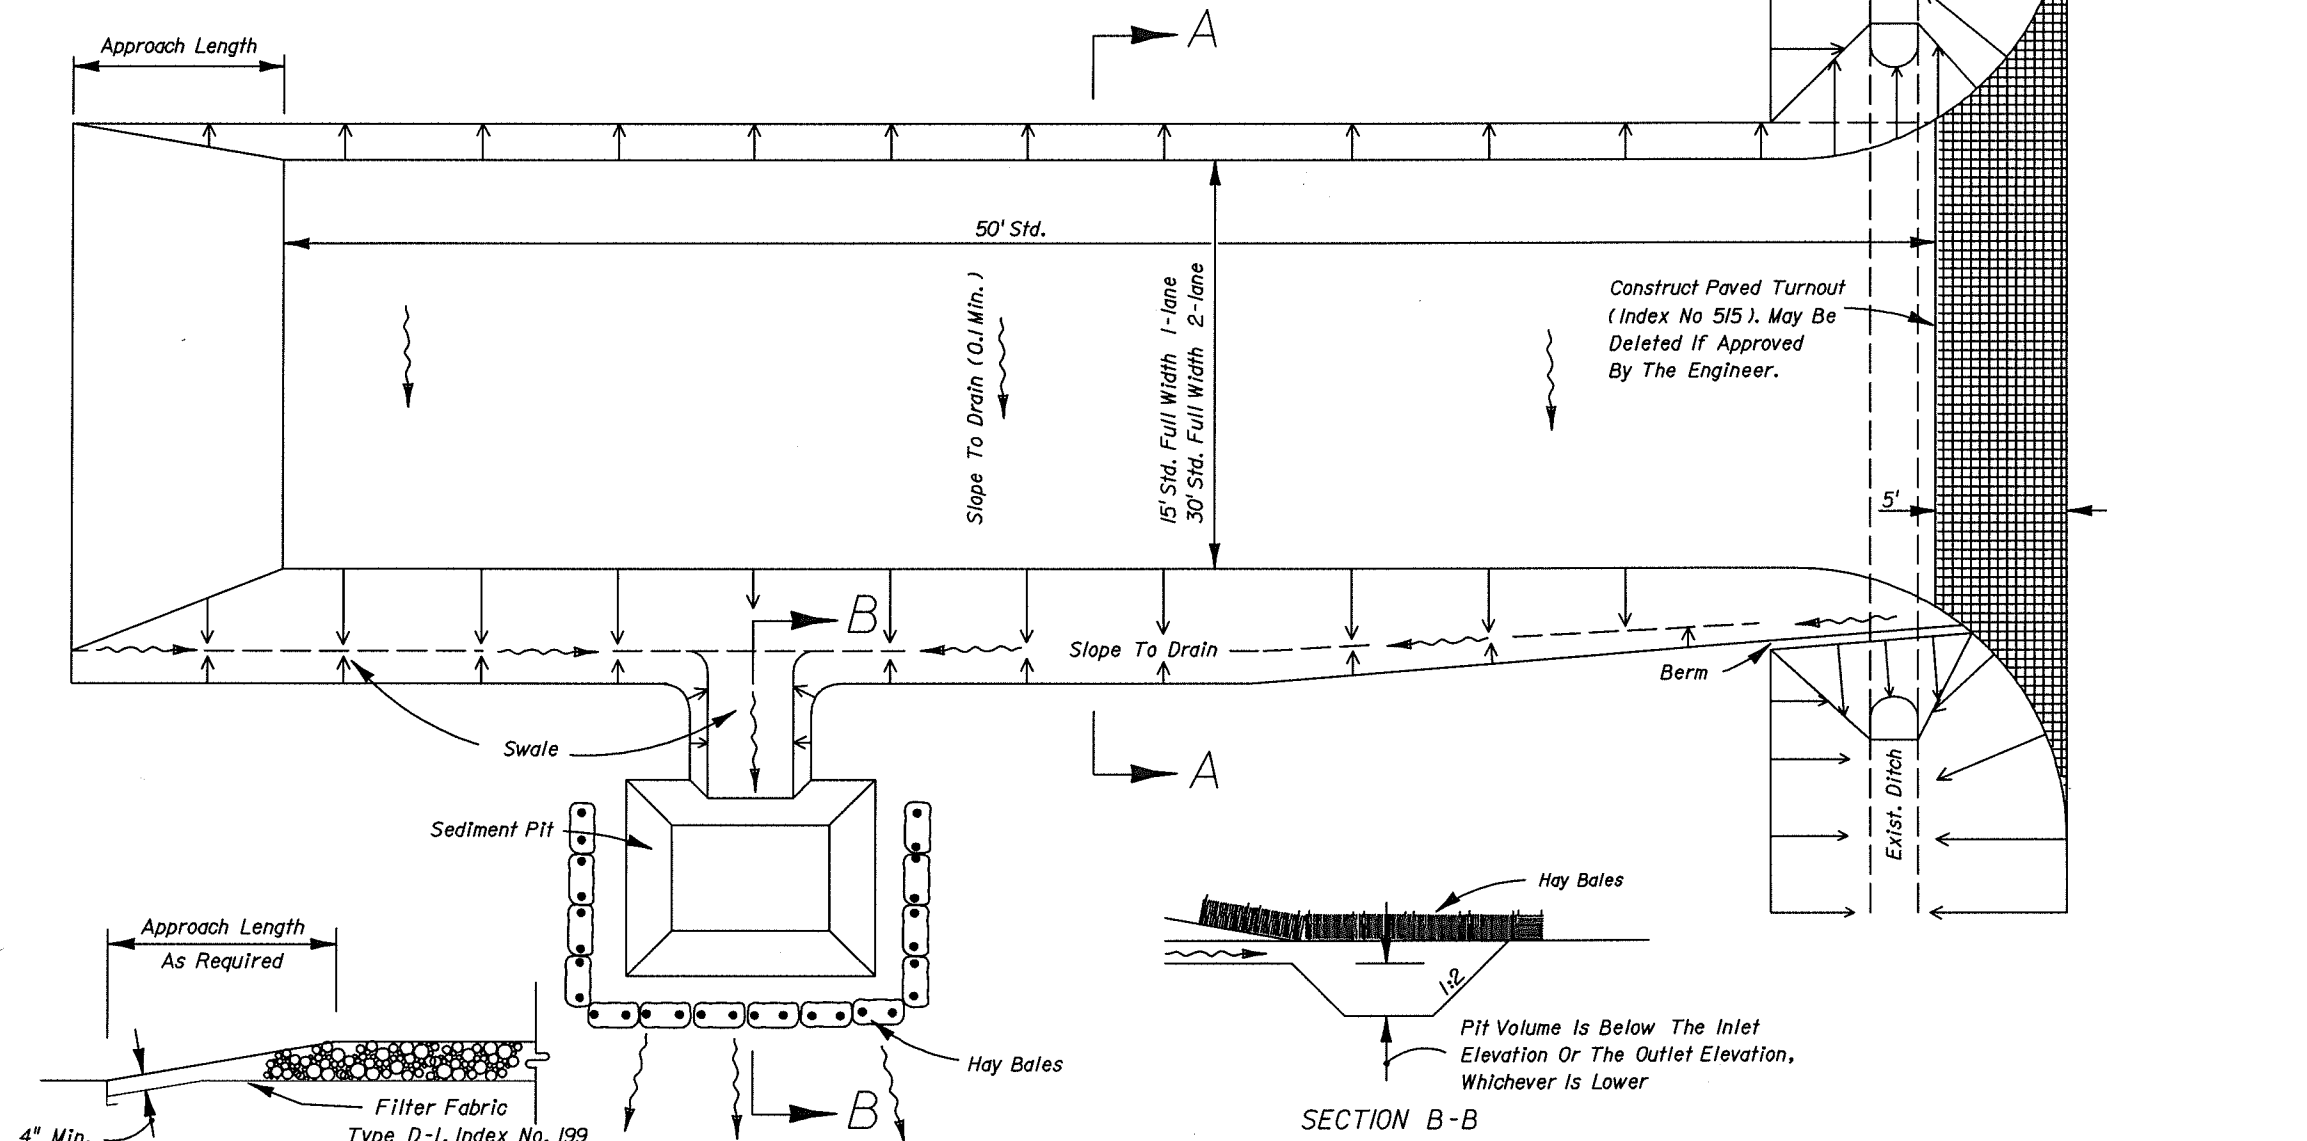 Approach Length
A
50' Std.
Slope To Drain (0.1 Min.)
15' Std. Full Width 1-lane
30' Std. Full Width 2-lane
Construct Paved Turnout
(Index No 515). May Be
Deleted If Approved
By The Engineer.
5'
B
Slope To Drain
Berm
Swale
A
Exist. Ditch
Sediment Pit
Hay Bales
Approach Length
As Required
1:2
Pit Volume Is Below The Inlet
Elevation Or The Outlet Elevation,
Whichever Is Lower
Hay Bales
Filter Fabric
Type D-1, Index No. 199
4" Min.
B
SECTION B-B